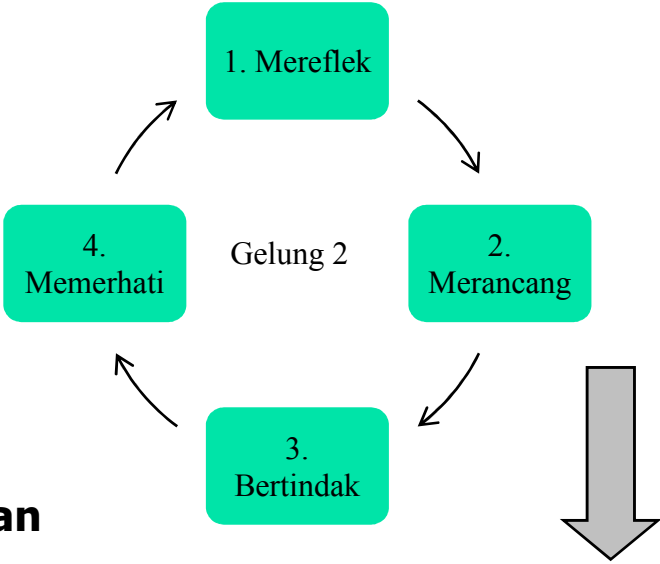 1. Mereflek
2.
Merancang
3.
Bertindak
4.
Memerhati
Gelung 2
an